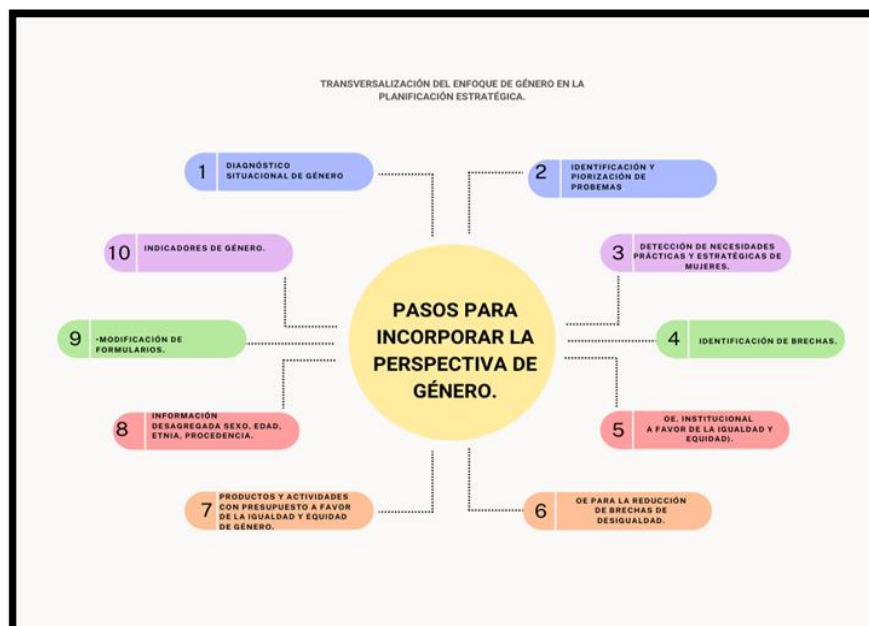 TRANSVERSALIZACIÓN DEL ENFOQUE DE GÉNERO EN LA
PLANIFICACIÓN ESTRATÉGICA.
1
DIAGNÓSTICO
SITUACIONAL DE GÉNERO
2
IDENTIFICACIÓN Y
PIORIZACIÓN DE
PROBEMAS
10
INDICADORES DE GÉNERO.
3
DETECCIÓN DE NECESIDADES
PRÁCTICAS Y ESTRATÉGICAS DE
MUJERES.
PASOS PARA
INCORPORAR LA
PERSPECTIVA DE
GÉNERO.
9
•MODIFICACIÓN DE
FORMULARIOS.
4
IDENTIFICACIÓN DE BRECHAS.
8
INFORMACIÓN
DESAGREGADA SEXO, EDAD,
ETNIA, PROCEDENCIA.
5
OE. INSTITUCIONAL
A FAVOR DE LA IGUALDAD Y
EQUIDAD).
7
PRODUCTOS Y ACTIVIDADES
CON PRESUPUESTO A FAVOR
DE LA IGUALDAD Y EQUIDAD
DE GÉNERO.
6
OE PARA LA REDUCCIÓN
DE BRECHAS DE
DESIGUALDAD.